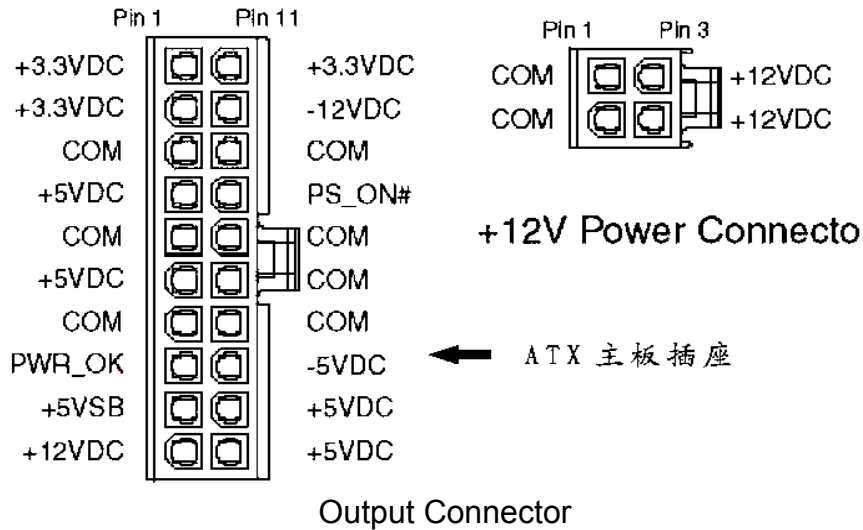 Pin 1 Pin 11
+3.3VDC +3.3VDC
+3.3VDC -12VDC
COM COM
+5VDC PS_ON#
COM COM
+5VDC COM
COM COM
PWR_OK -5VDC
+5VSB +5VDC
+12VDC +5VDC
Pin 1 Pin 3
COM +12VDC
COM +12VDC
+12V Power Connecto
ATX 主板插座
Output Connector